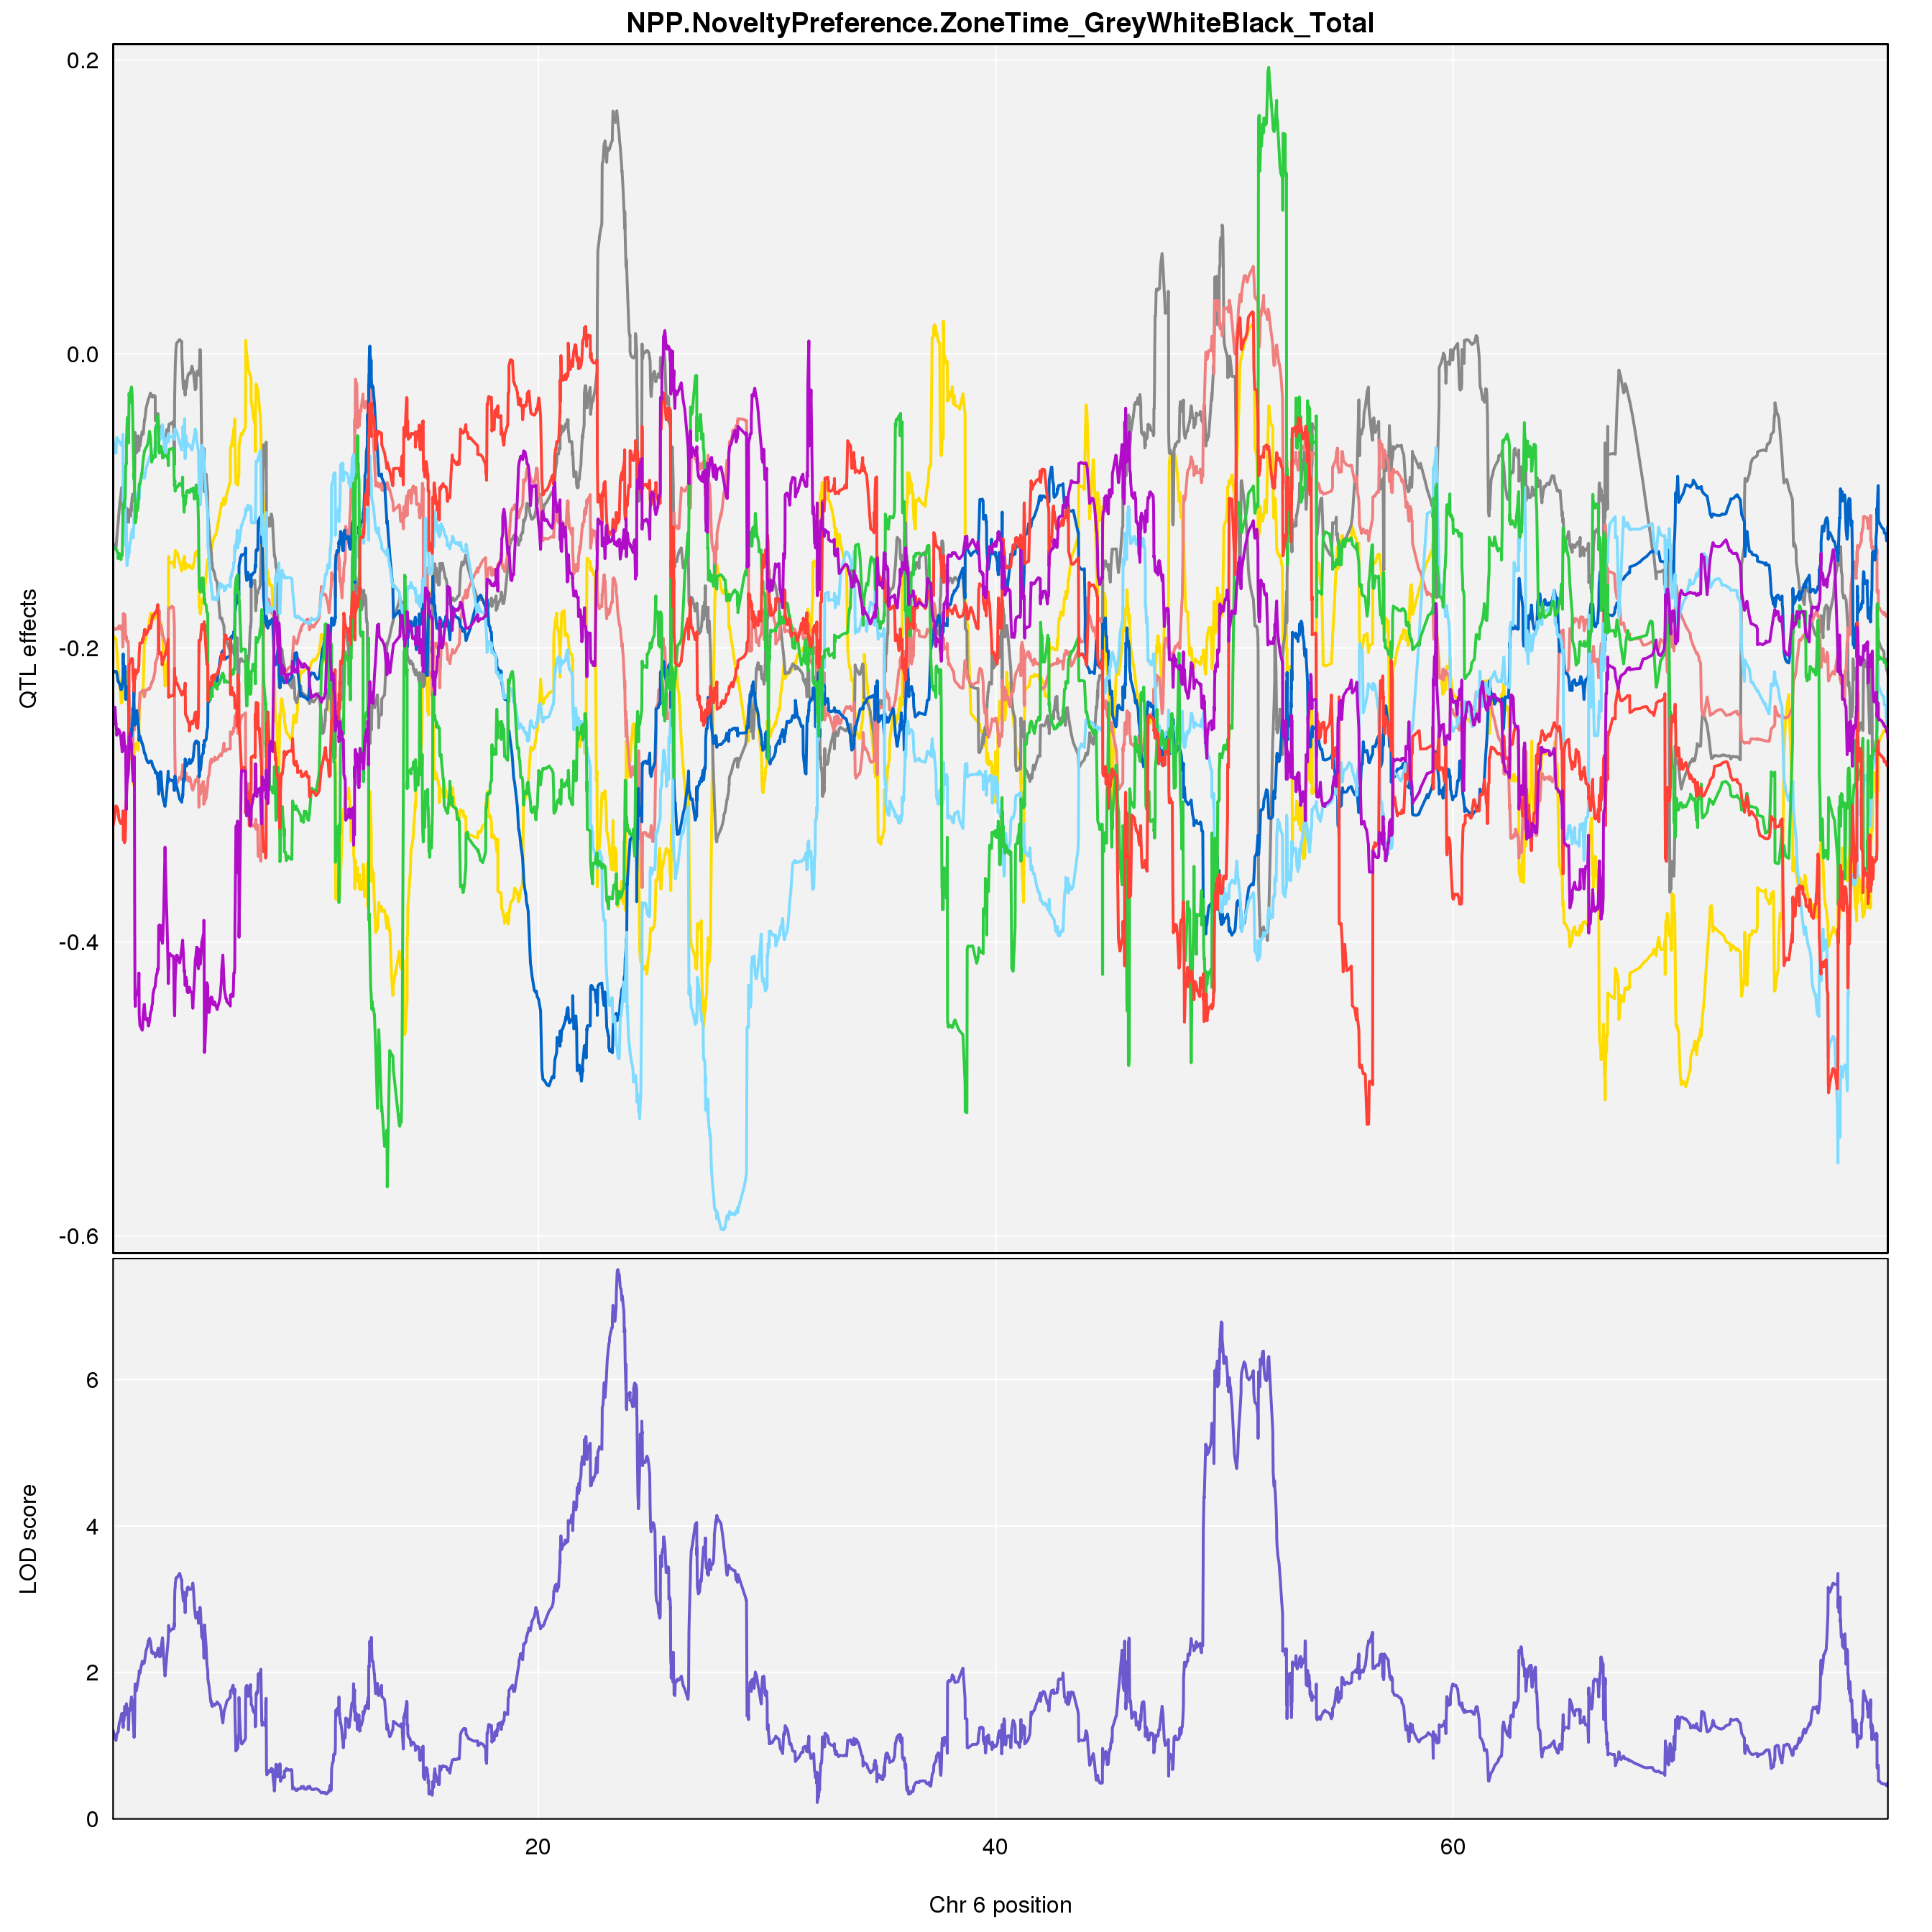 NPP.NoveltyPreference.ZoneTime_GreyWhiteBlack_Total
0.2
0.0
-0.2
-0.4
-0.6
QTL effects
6
4
2
0
LOD score
20 40 60
Chr 6 position